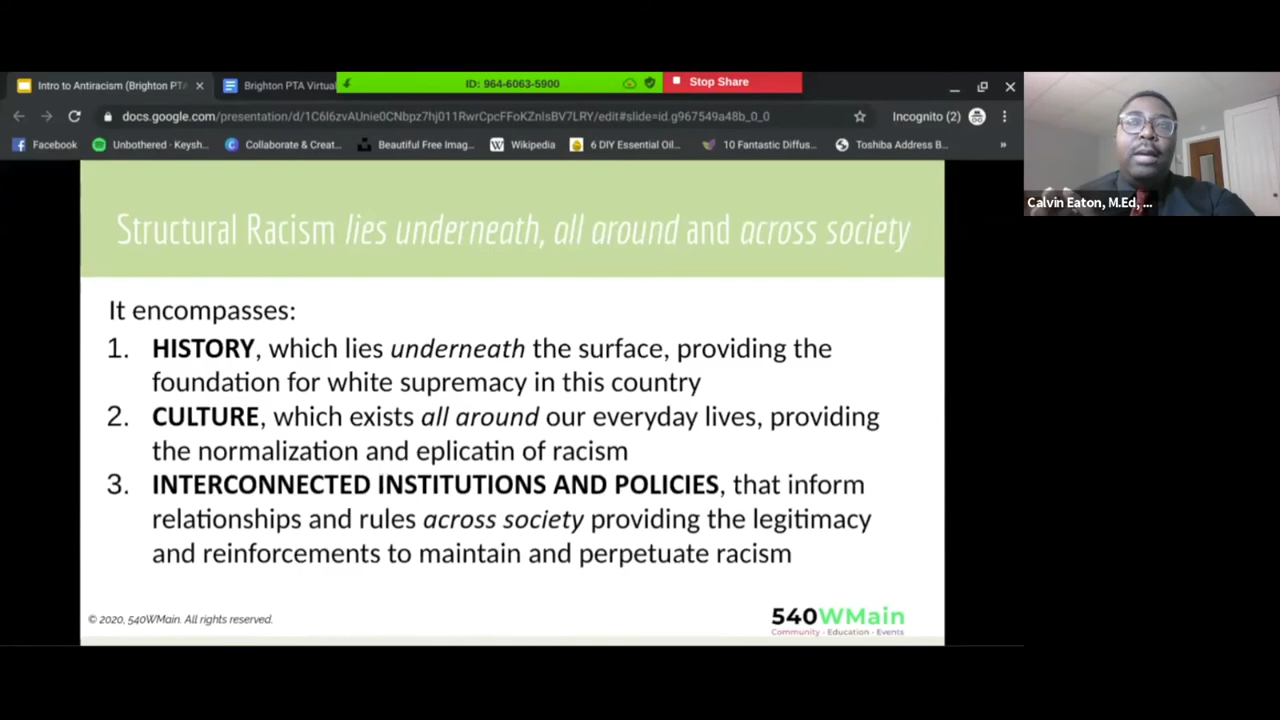 Intro to Antiracism (Brighton PTA
Brighton PTA Virtual
ID: 964-6063-5900
Stop Share
docs.google.com/presentation/d/1C6l6zvAUnie0CNbpz7hj011RwrCpcFFoKZnIsBV7LRY/edit#slide=id.g967549a48b_0_0
Incognito (2)
Facebook
Unbothered · Keysh...
Collaborate & Creat...
Beautiful Free Imag...
W Wikipedia
6 DIY Essential Oil...
10 Fantastic Diffus...
Toshiba Address B...
»
Calvin Eaton, M.Ed, ...
Structural Racism lies underneath, all around and across society
It encompasses:
1. HISTORY, which lies underneath the surface, providing the
foundation for white supremacy in this country
2. CULTURE, which exists all around our everyday lives, providing
the normalization and eplicatin of racism
3. INTERCONNECTED INSTITUTIONS AND POLICIES, that inform
relationships and rules across society providing the legitimacy
and reinforcements to maintain and perpetuate racism
© 2020, 540WMain. All rights reserved.
540WMain
Community - Education - Events